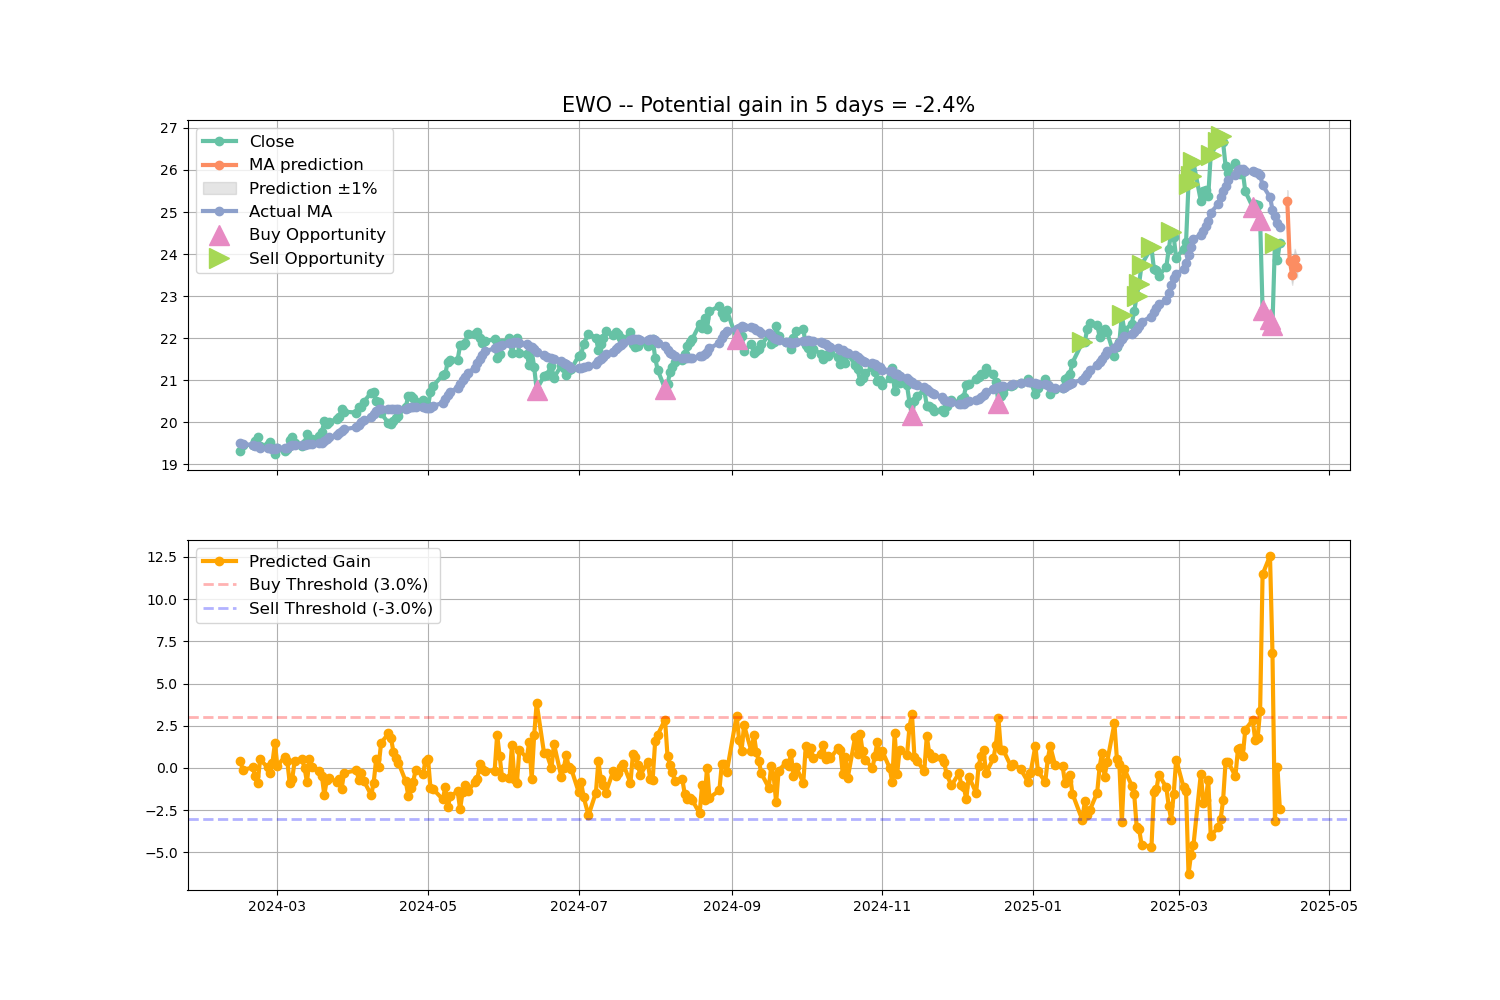 EWO -- Potential gain in 5 days = -2.4%
27
26
25
24
23
22
21
20
19
Close
MA prediction
Prediction ±1%
Actual MA
Buy Opportunity
Sell Opportunity
12.5
10.0
7.5
5.0
2.5
0.0
−2.5
−5.0
Predicted Gain
Buy Threshold (3.0%)
Sell Threshold (-3.0%)
2024-03 2024-05 2024-07 2024-09 2024-11 2025-01 2025-03 2025-05